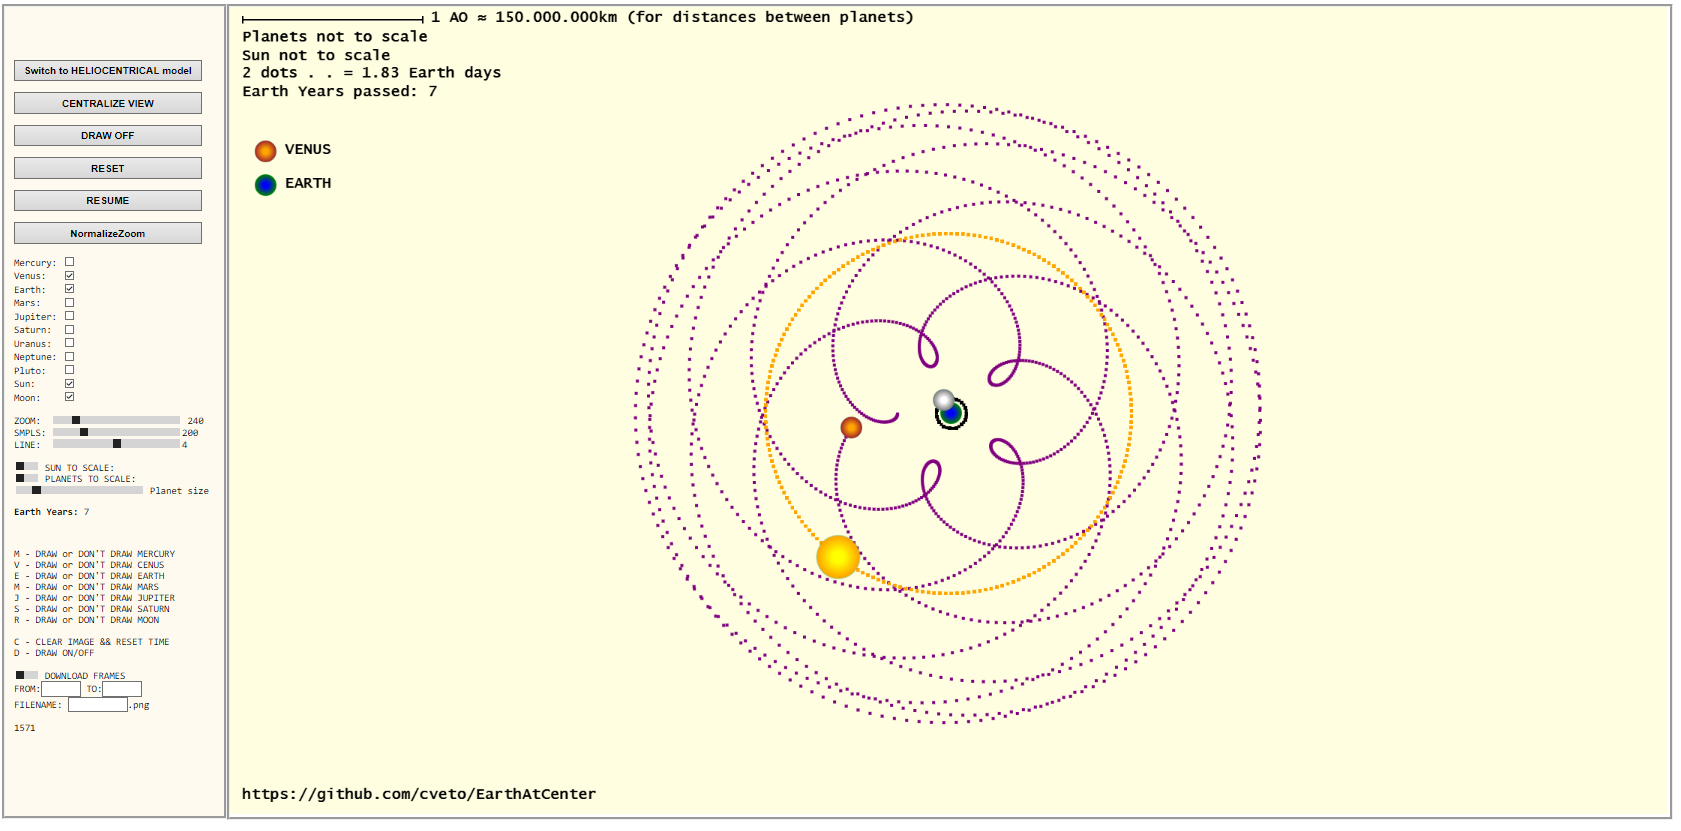 Switch to HELIOCENTRICAL model
CENTRALIZE VIEW
DRAW OFF
RESET
RESUME
NormalizeZoom
Mercury:
Venus:
Earth:
Mars:
Jupiter:
Saturn:
Uranus:
Neptune:
Pluto:
Sun:
Moon:
ZOOM: 240
SMPLS: 200
LINE: 4
SUN TO SCALE:
PLANETS TO SCALE:
Planet size
Earth Years: 7
M - DRAW or DON'T DRAW MERCURY
V - DRAW or DON'T DRAW CENUS
E - DRAW or DON'T DRAW EARTH
M - DRAW or DON'T DRAW MARS
J - DRAW or DON'T DRAW JUPITER
S - DRAW or DON'T DRAW SATURN
R - DRAW or DON'T DRAW MOON
C - CLEAR IMAGE && RESET TIME
D - DRAW ON/OFF
DOWNLOAD FRAMES
FROM: TO:
FILENAME: .png
1571
1 AO ≈ 150.000.000km (for distances between planets)
Planets not to scale
Sun not to scale
2 dots . . = 1.83 Earth days
Earth Years passed: 7
VENUS
EARTH
https://github.com/cveto/EarthAtCenter